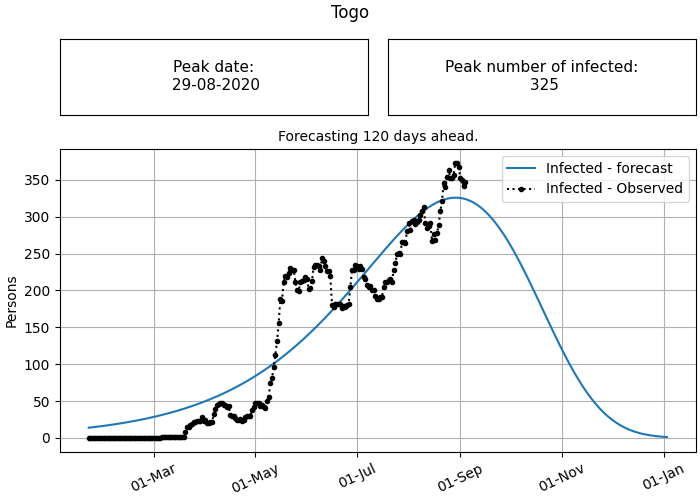 Togo
Peak date:
29-08-2020
Peak number of infected:
325
Forecasting 120 days ahead.
Infected - forecast
Infected - Observed
350
300
250
200
150
100
50
0
Persons
01-Mar
01-May
01-Jul
01-Sep
01-Nov
01-Jan